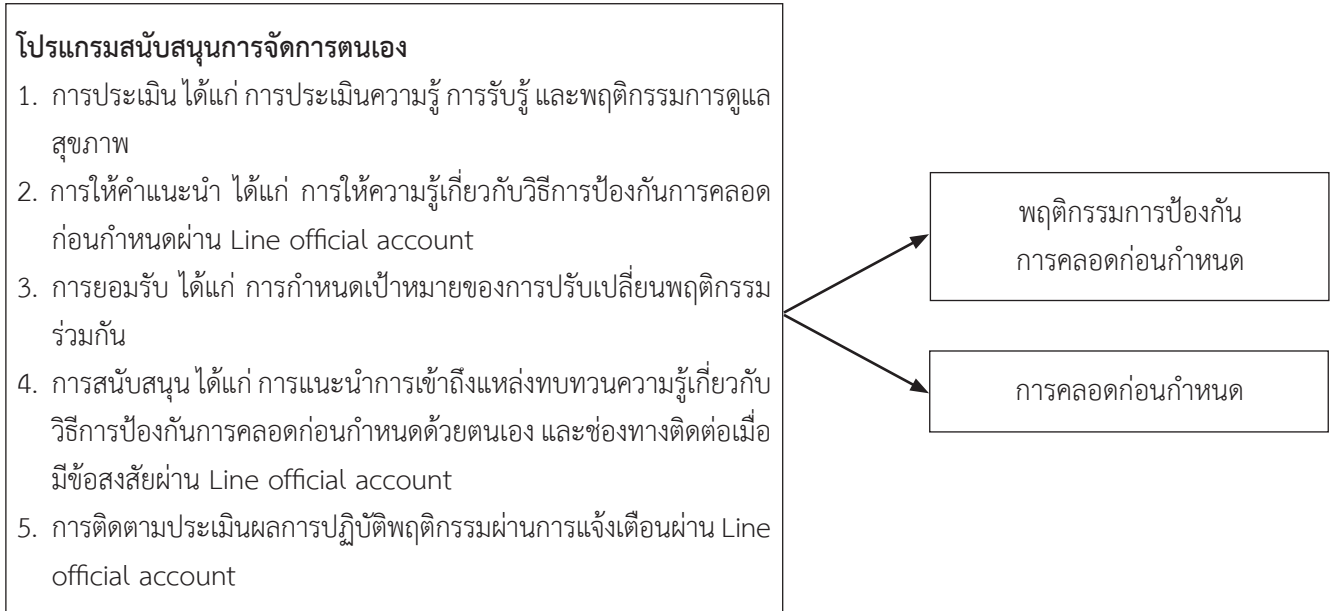 โปรแกรมสนับสนุนการจัดการตนเอง
1. การประเมิน ได้แก่ การประเมินความรู้ การรับรู้ และพฤติกรรมการดูแล
สุขภาพ
2. การให้คำแนะนำ ได้แก่ การให้ความรู้เกี่ยวกับวิธีการป้องกันการคลอด
ก่อนกำหนดผ่าน Line official account
3. การยอมรับ ได้แก่ การกำหนดเป้าหมายของการปรับเปลี่ยนพฤติกรรม
ร่วมกัน
4. การสนับสนุน ได้แก่ การแนะนำการเข้าถึงแหล่งทบทวนความรู้เกี่ยวกับ
วิธีการป้องกันการคลอดก่อนกำหนดด้วยตนเอง และช่องทางติดต่อเมื่อ
มีข้อสงสัยผ่าน Line official account
5. การติดตามประเมินผลการปฏิบัติพฤติกรรมผ่านการแจ้งเตือนผ่าน Line
official account
พฤติกรรมการป้องกัน
การคลอดก่อนกำหนด
การคลอดก่อนกำหนด